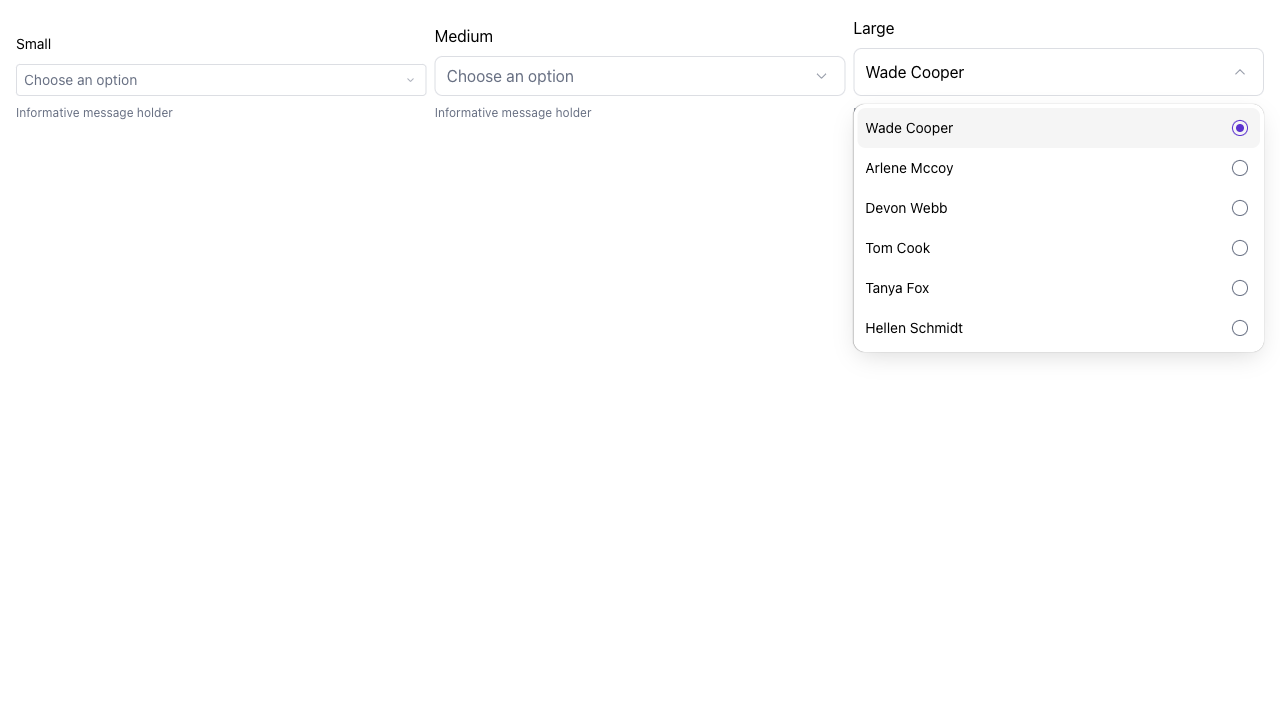 Small
Choose an option
Informative message holder
Medium
Choose an option
Informative message holder
Large
Wade Cooper
Wade Cooper
Arlene Mccoy
Devon Webb
Tom Cook
Tanya Fox
Hellen Schmidt